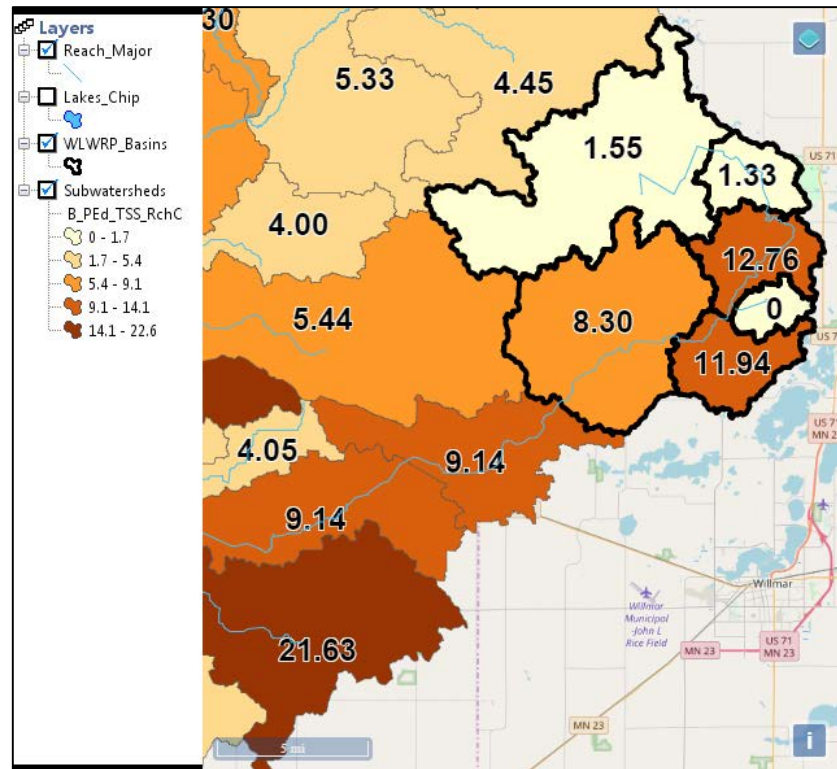 Layers
Reach_Major
Lakes_Chip
WLWRP_Basins
Subwatersheds
B_PEd_TSS_RchC
0 - 1.7
1.7 - 5.4
5.4 - 9.1
9.1 - 14.1
14.1 - 22.6
30
5.33
4.45
1.55
1.33
US 71
4.00
12.76
0
5.44
8.30
US 7
11.94
4.05
9.14
US 71
MN 2
9.14
Willmar
Willmar
Municipal
-John L
Rice Field
21.63
MN 23
US 71
MN 23
MN 23
5 mi
i